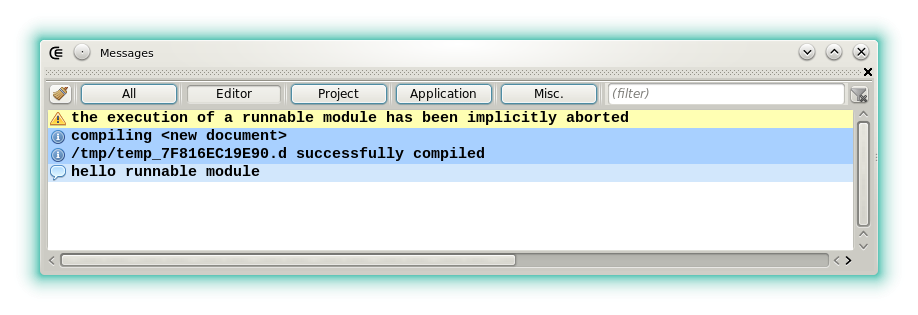 Messages
All Editor Project Application Misc. (filter)
the execution of a runnable module has been implicitly aborted
compiling <new document>
/tmp/temp_7F816EC19E90.d successfully compiled
hello runnable module